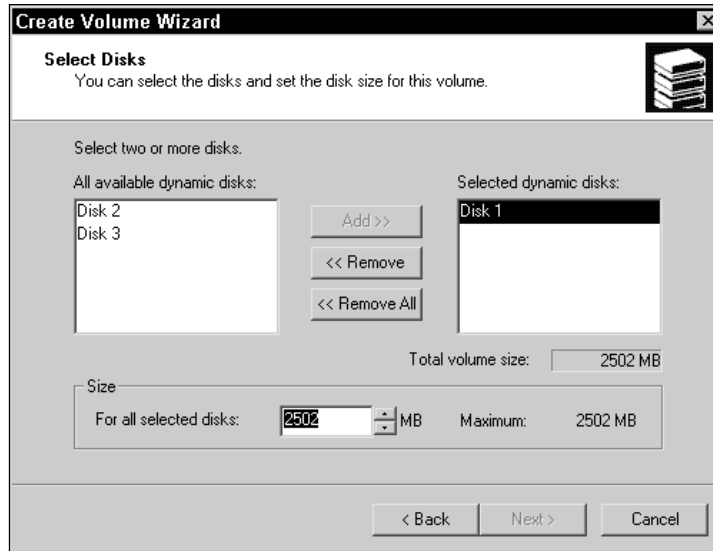 Create Volume Wizard
Select Disks
You can select the disks and set the disk size for this volume.
Select two or more disks.
All available dynamic disks:
Selected dynamic disks:
Disk 2
Disk 3
Disk 1
Add >>
<< Remove
<< Remove All
Total volume size: 2502 MB
Size
For all selected disks: 2502 MB Maximum: 2502 MB
< Back Next > Cancel